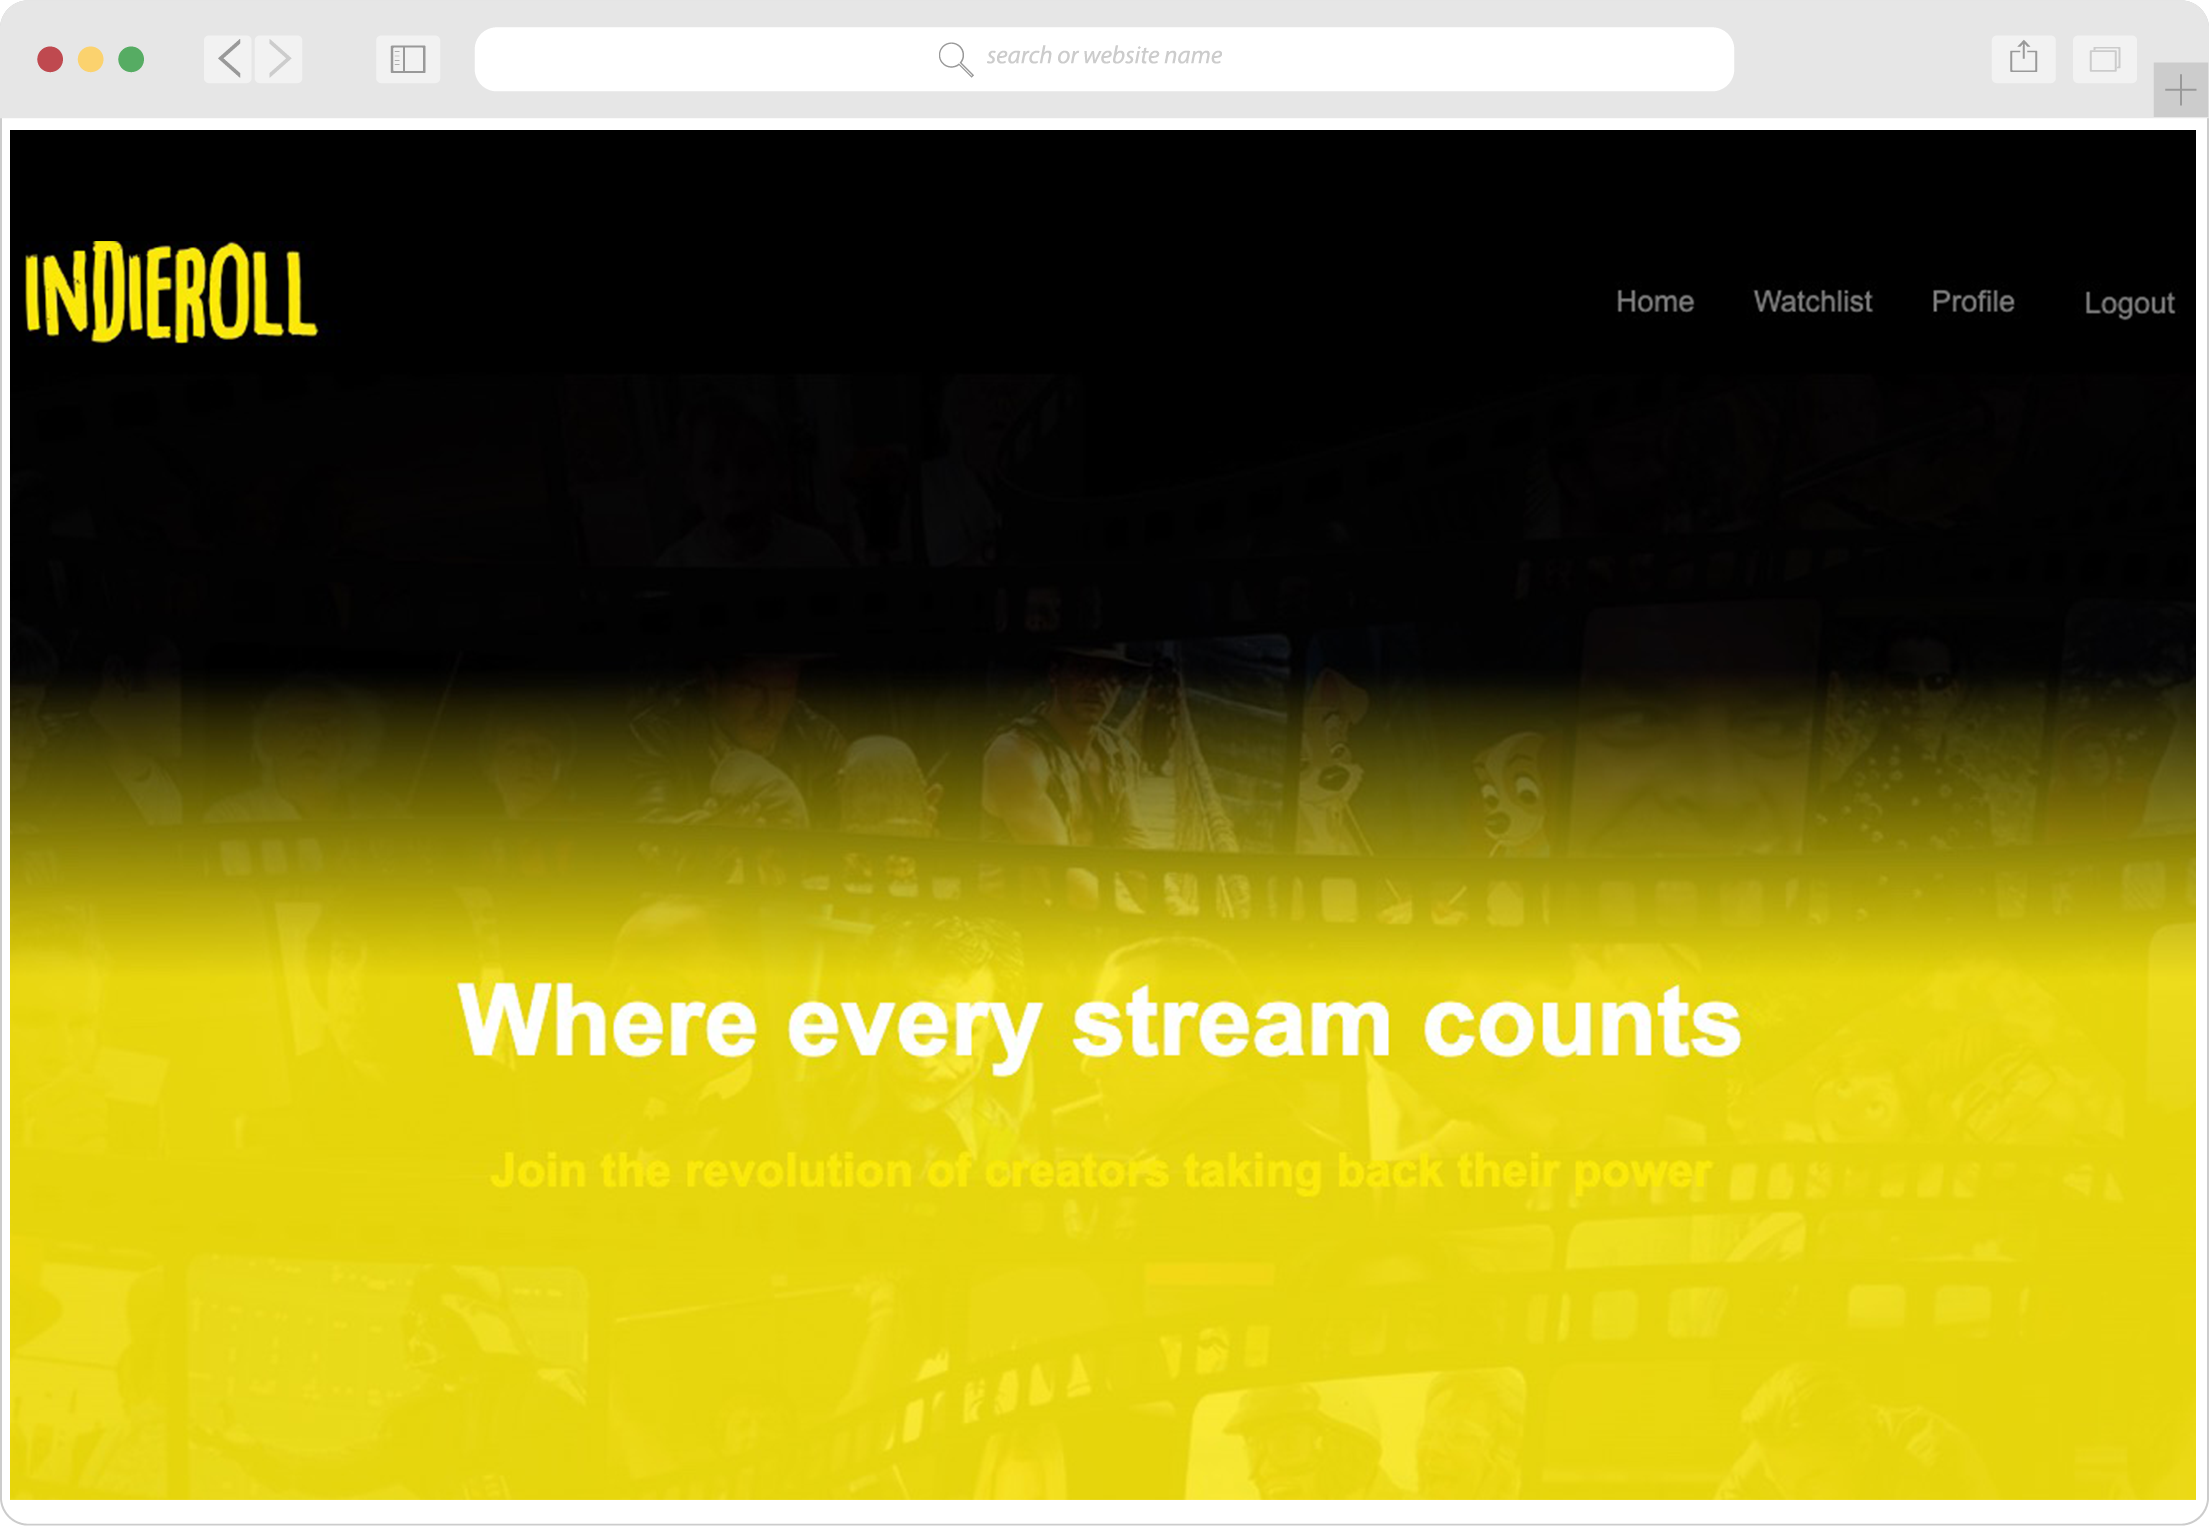 search or website name
INDIEROLL
Home Watchlist Profile Logout
Where every stream counts
Join the revolution of creators taking back their power